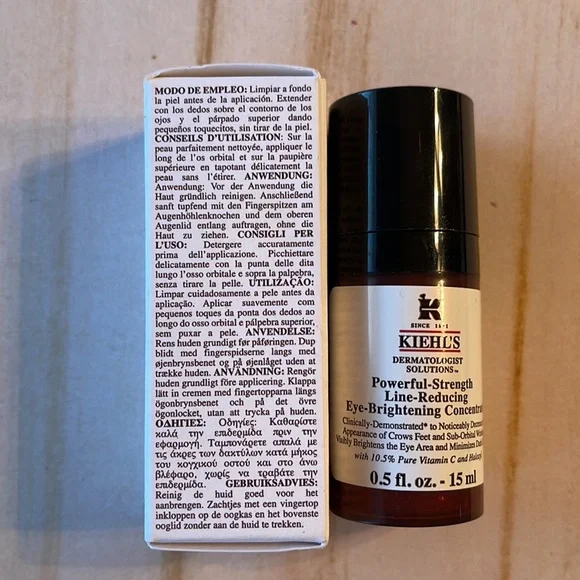 MODO DE EMPLEO: Limpiar a fondo
la piel antes de la aplicación. Extender
con los dedos sobre el contorno de los
ojos y el párpado superior dando
pequeños toquecitos, sin tirar de la piel.
CONSEILS D'UTILISATION: Sur la
peau parfaitement nettoyée, appliquer le
long de l'os orbital et sur la paupière
supérieure en tapotant délicatement la
peau sans l'étirer. ANWENDUNG:
Anwendung: Vor der Anwendung die
Haut gründlich reinigen. Anschließend
sanft tupfend mit den Fingerspitzen am
Augenhöhlenknochen und dem oberen
Augenlid entlang auftragen, ohne die
Haut zu ziehen. CONSIGLI PER
L'USO: Detergere accuratamente
prima dell'applicazione. Picchiettare
delicatamente con la punta delle dita
lungo l'osso orbitale e sopra la palpebra,
senza tirare la pelle. UTILIZAÇÃO:
Limpar cuidadosamente a pele antes da
aplicação. Aplicar suavemente com
pequenos toques da ponta dos dedos ao
longo do osso orbital e pálpebra superior,
sem puxar a pele. ANVENDELSE:
Rens huden grundigt før påføringen. Dup
blidt med fingerspidserne langs med
øjenbrynsbenet og på øjenlåget uden at
trække huden. ANVÄNDNING: Rengör
huden grundligt före applicering. Klappa
lätt in cremen med fingertopparna längs
ögonbrynsbenet och på det övre
ögonlocket, utan att trycka på huden.
ΟΔΗΓΙΕΣ: Οδηγίες: Καθαρίστε
καλά την επιδερμίδα πριν την
εφαρμογή. Ταμπονάρετε απαλά με
τις άκρες των δακτύλων κατά μήκος
του κογχικού οστού και στο άνω
βλέφαρο, χωρίς να τραβάτε την
επιδερμίδα. GEBRUIKSADVIES:
Reinig de huid goed voor het
aanbrengen. Zachtjes met een vingertop
inkloppen op de oogkas en het bovenste
ooglid zonder aan de huid te trekken.
K
SINCE
KIEHL'S
DERMATOLOGIST
SOLUTIONS™
Powerful-Strength
Line-Reducing
Eye-Brightening
Clinically-Demonstrated* to Noticeably
Appearance of Crows Feet and Sub-Orbital
Visibly Brightens the Eye Area and Minimizes
with 10.5% Pure Vitamin C and
0.5 fl. oz. - 15 ml